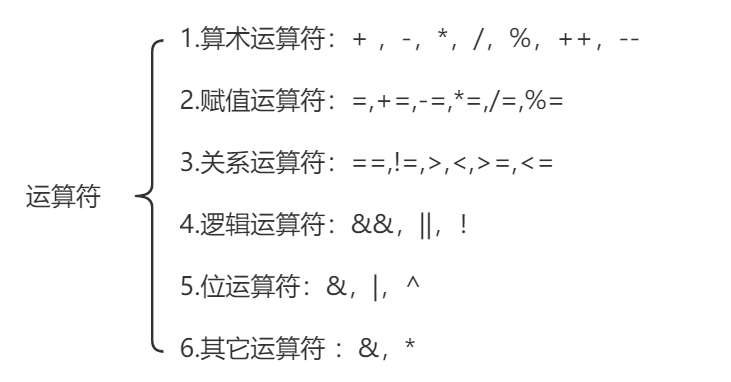 1.算术运算符：+ ，-，*，/，%，++，--
2.赋值运算符：=,+=,-=,*=,/=,%=
3.关系运算符：==,!=,>,<,>=,<=
运算符
4.逻辑运算符：&&，||，!
5.位运算符：&，|，^
6.其它运算符 ：&，*